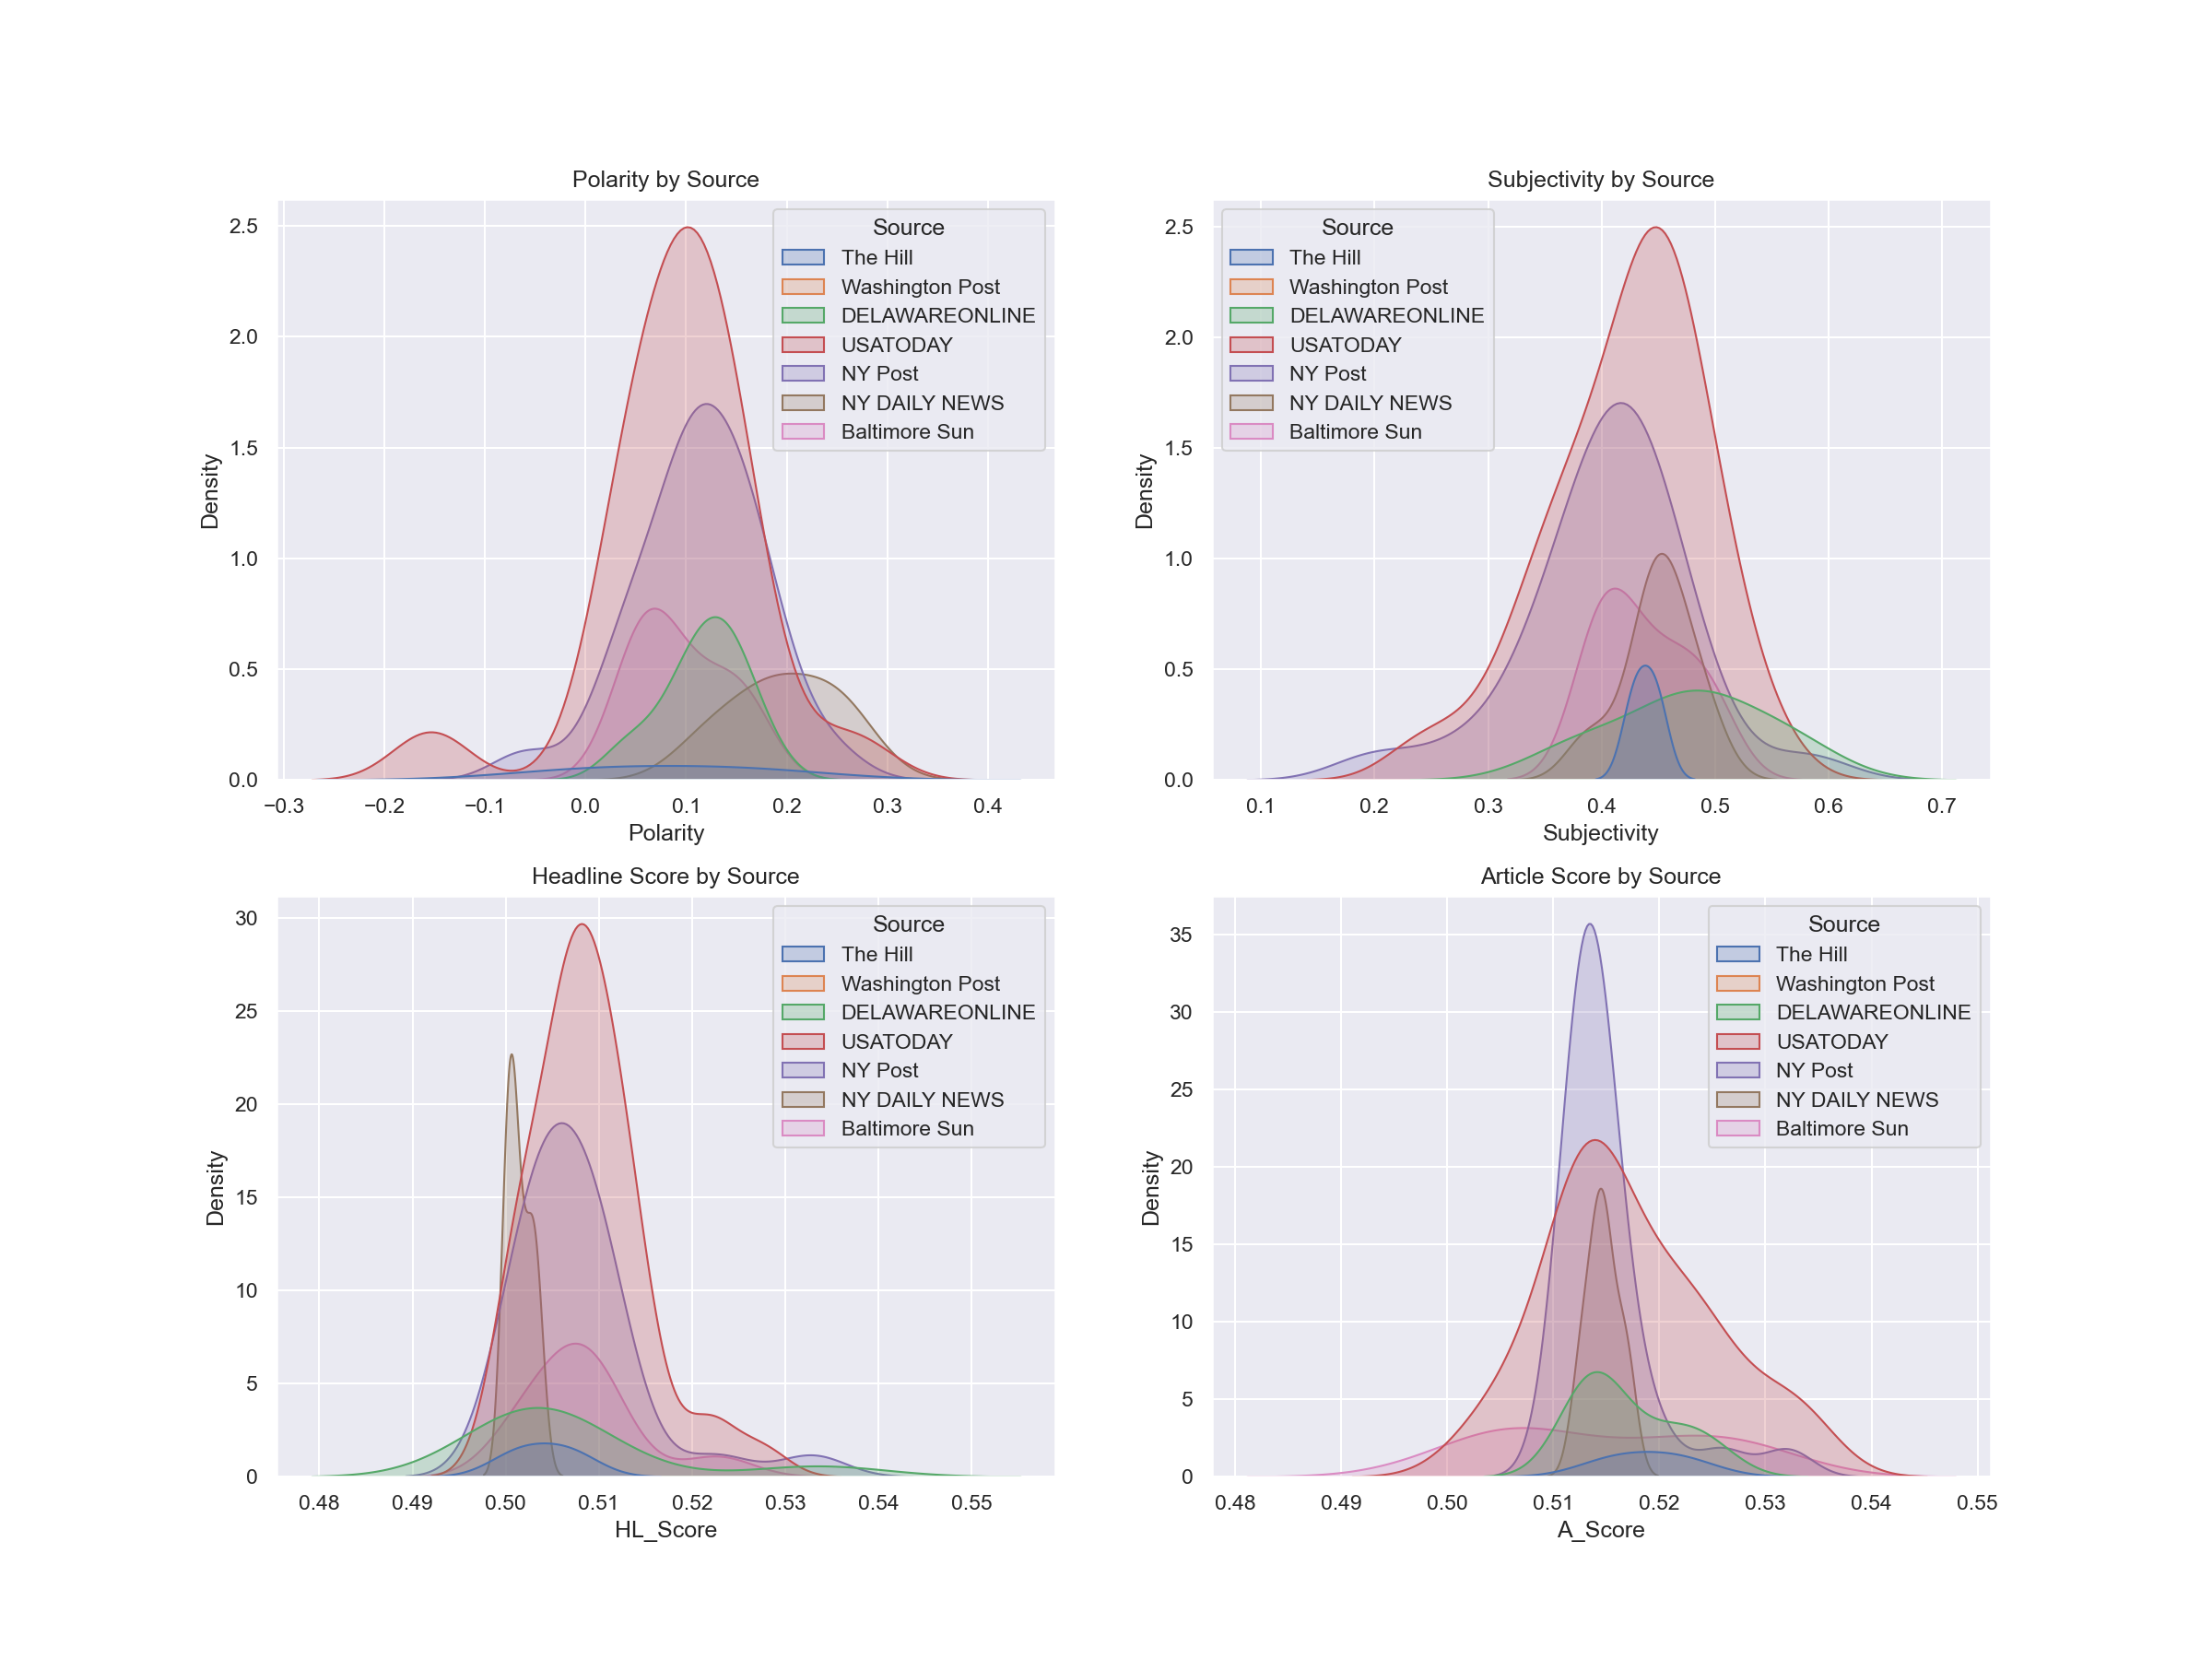 Polarity by Source
Density
2.5
2.0
1.5
1.0
0.5
0.0
−0.3 −0.2 −0.1 0.0 0.1 0.2 0.3 0.4
Polarity
Source
The Hill
Washington Post
DELAWAREONLINE
USATODAY
NY Post
NY DAILY NEWS
Baltimore Sun
Subjectivity by Source
Density
2.5
2.0
1.5
1.0
0.5
0.0
0.1 0.2 0.3 0.4 0.5 0.6 0.7
Subjectivity
Source
The Hill
Washington Post
DELAWAREONLINE
USATODAY
NY Post
NY DAILY NEWS
Baltimore Sun
Headline Score by Source
Density
30
25
20
15
10
5
0
0.48 0.49 0.50 0.51 0.52 0.53 0.54 0.55
HL_Score
Source
The Hill
Washington Post
DELAWAREONLINE
USATODAY
NY Post
NY DAILY NEWS
Baltimore Sun
Article Score by Source
Density
35
30
25
20
15
10
5
0
0.48 0.49 0.50 0.51 0.52 0.53 0.54 0.55
A_Score
Source
The Hill
Washington Post
DELAWAREONLINE
USATODAY
NY Post
NY DAILY NEWS
Baltimore Sun